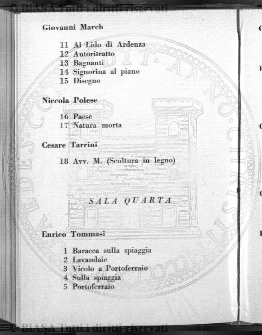 Giovanni March
11 Al Lido di Ardenza
12 Autoritratto
13 Bagnanti
14 Signorina al piano
15 Disegno
Niccola Polese
16 Paese
17 Natura morta
Cesare Tarrini
18 Avv. M. (Scultura in legno)
SALA QUARTA
Enrico Tommasi
1 Baracca sulla spiaggia
2 Lavandaie
3 Vicolo a Portoferraio
4 Sulla spiaggia
5 Portoferraio